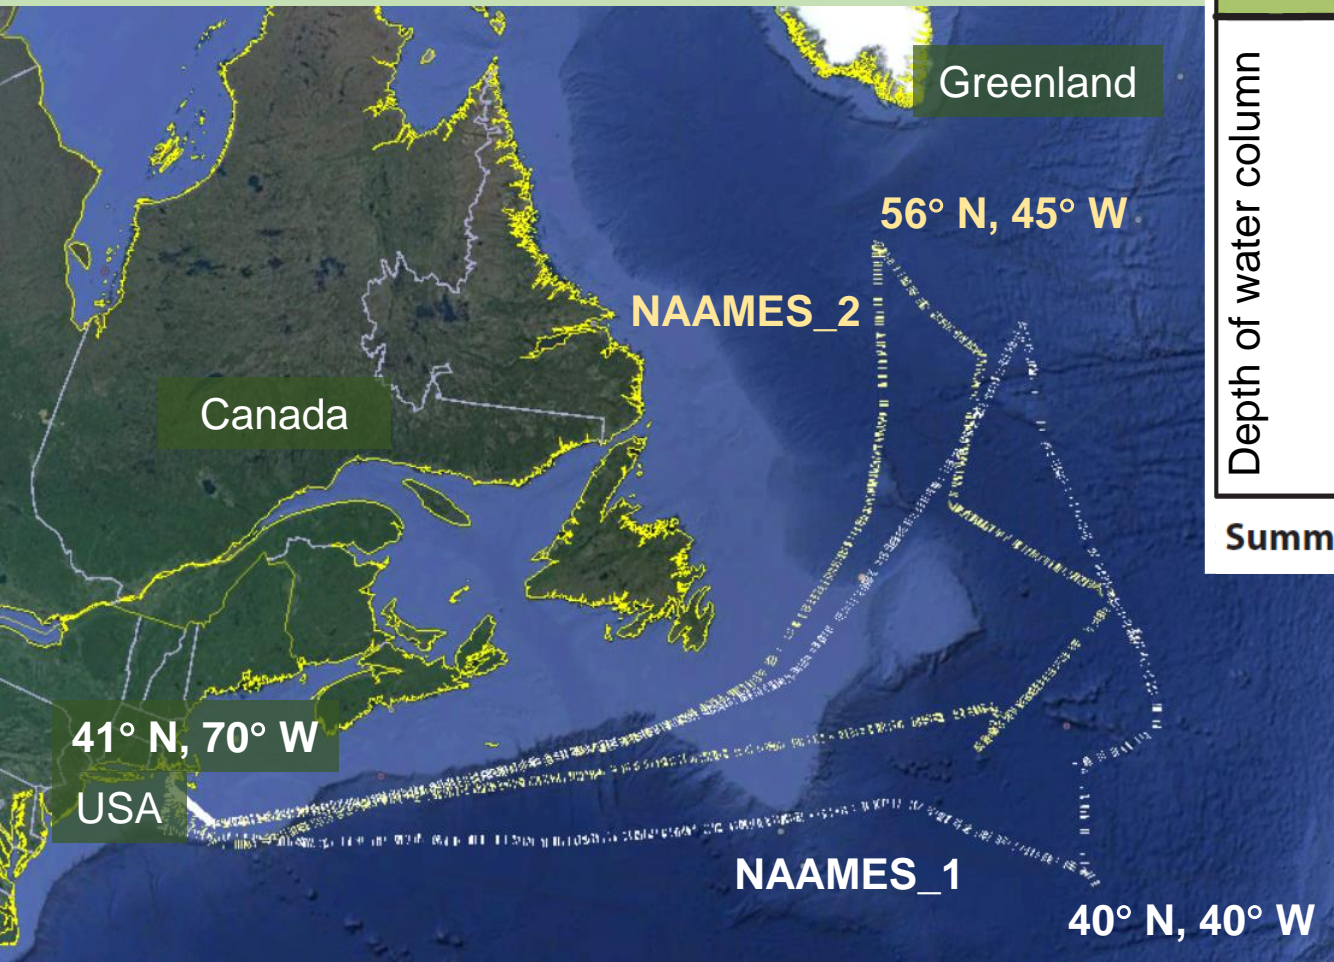 Greenland
Depth of water column
56° N, 45° W
NAAMES_2
Canada
Summ
41° N, 70° W
USA
NAAMES_1
40° N, 40° W